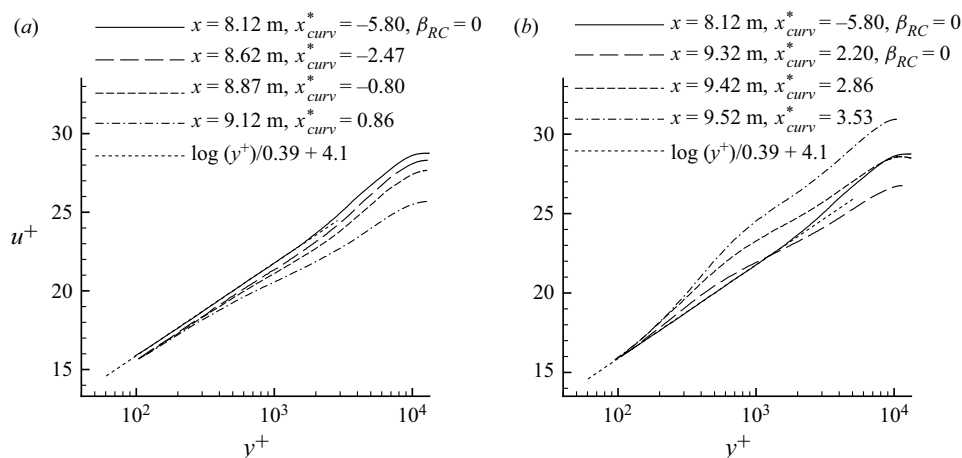 (a)
x = 8.12 m, x*curv = –5.80, βRC = 0
x = 8.62 m, x*curv = –2.47
x = 8.87 m, x*curv = –0.80
x = 9.12 m, x*curv = 0.86
log (y+)/0.39 + 4.1
30
25
20
15
u+
10²
10³
10⁴
y+
(b)
x = 8.12 m, x*curv = –5.80, βRC = 0
x = 9.32 m, x*curv = 2.20, βRC = 0
x = 9.42 m, x*curv = 2.86
x = 9.52 m, x*curv = 3.53
log (y+)/0.39 + 4.1
30
25
20
15
10²
10³
10⁴
y+